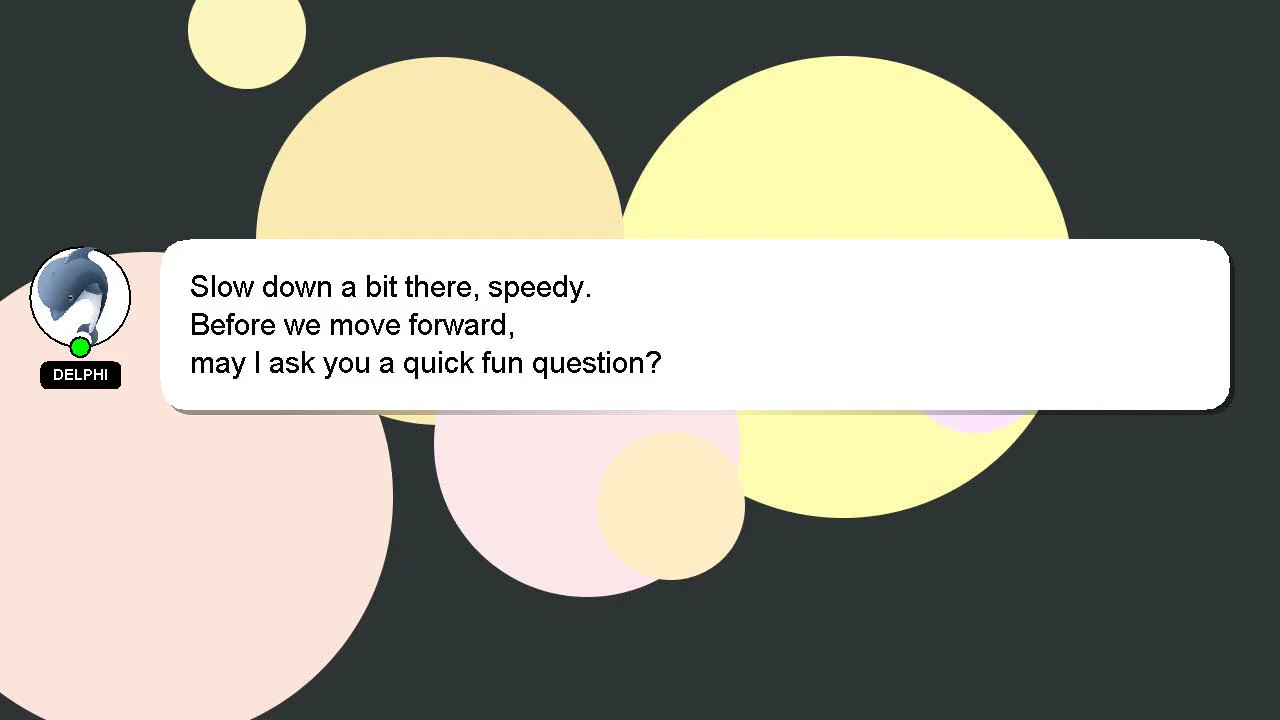 Slow down a bit there, speedy.
Before we move forward,
may I ask you a quick fun question?
DELPHI